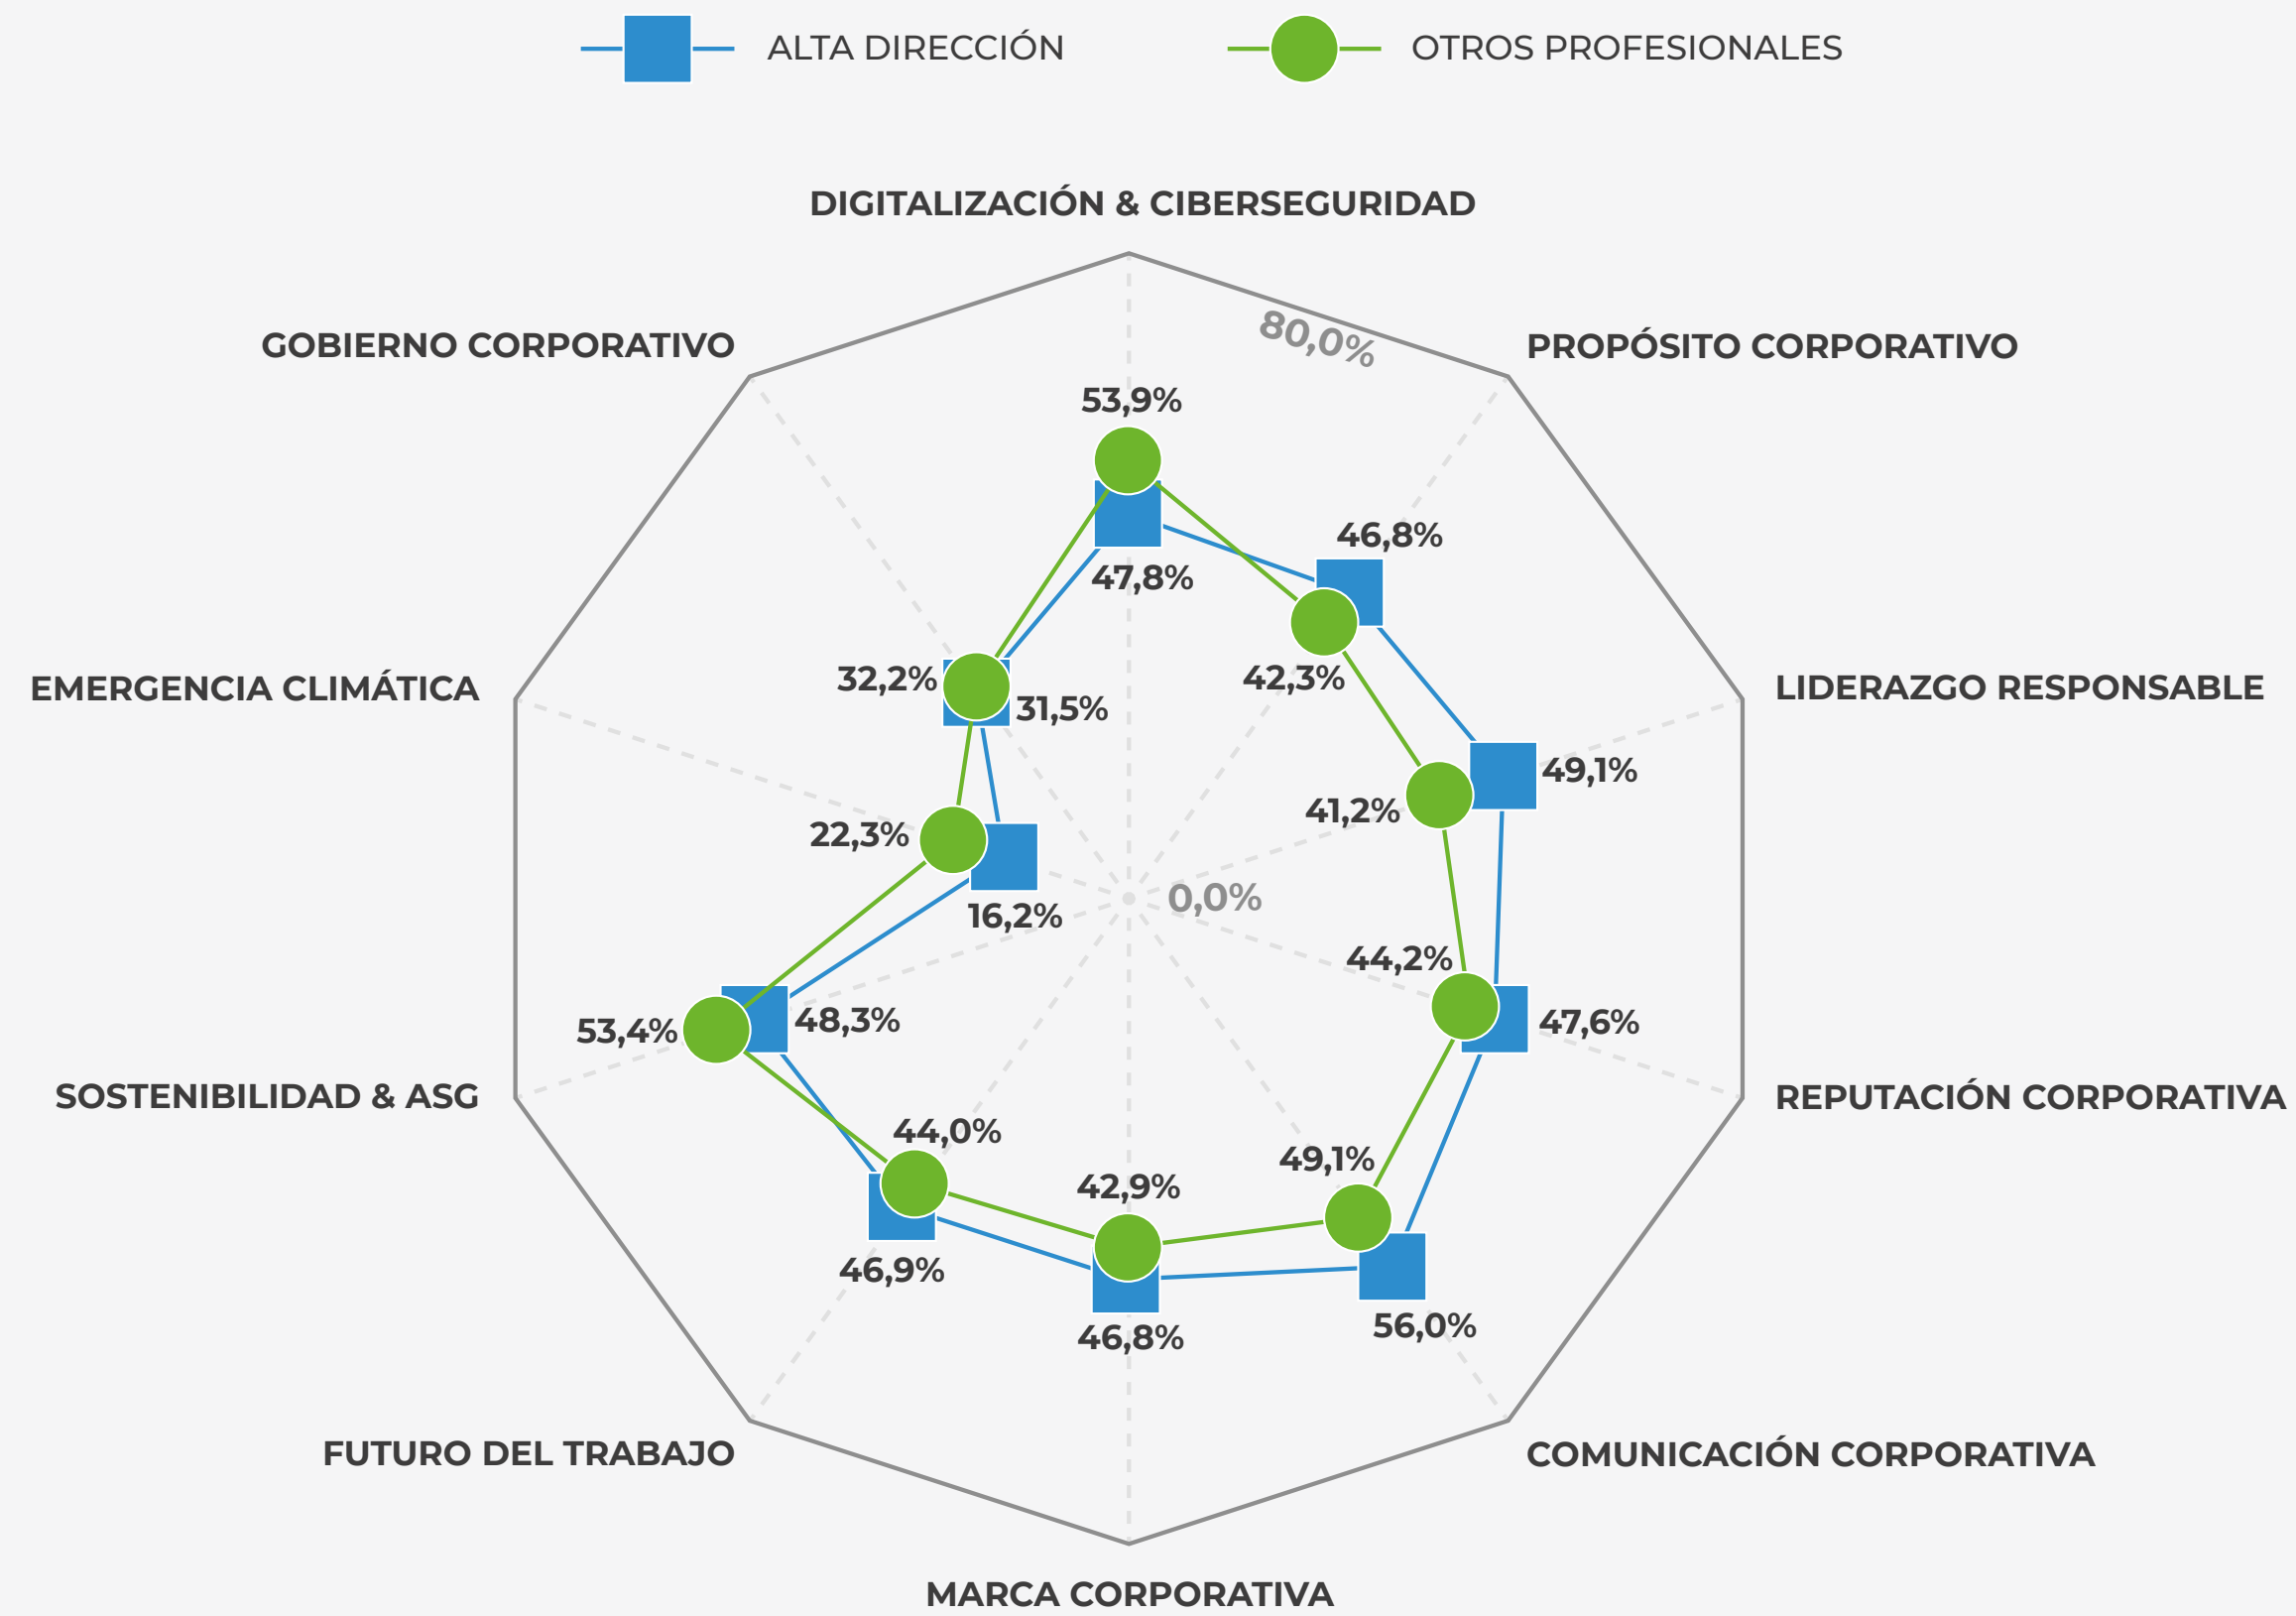 ALTA DIRECCIÓN
OTROS PROFESIONALES
DIGITALIZACIÓN & CIBERSEGURIDAD
GOBIERNO CORPORATIVO
PROPÓSITO CORPORATIVO
80,0%
53,9%
46,8%
47,8%
42,3%
32,2%
31,5%
EMERGENCIA CLIMÁTICA
LIDERAZGO RESPONSABLE
49,1%
41,2%
22,3%
0,0%
16,2%
44,2%
53,4%
48,3%
47,6%
SOSTENIBILIDAD & ASG
REPUTACIÓN CORPORATIVA
44,0%
49,1%
42,9%
46,9%
56,0%
46,8%
FUTURO DEL TRABAJO
COMUNICACIÓN CORPORATIVA
MARCA CORPORATIVA